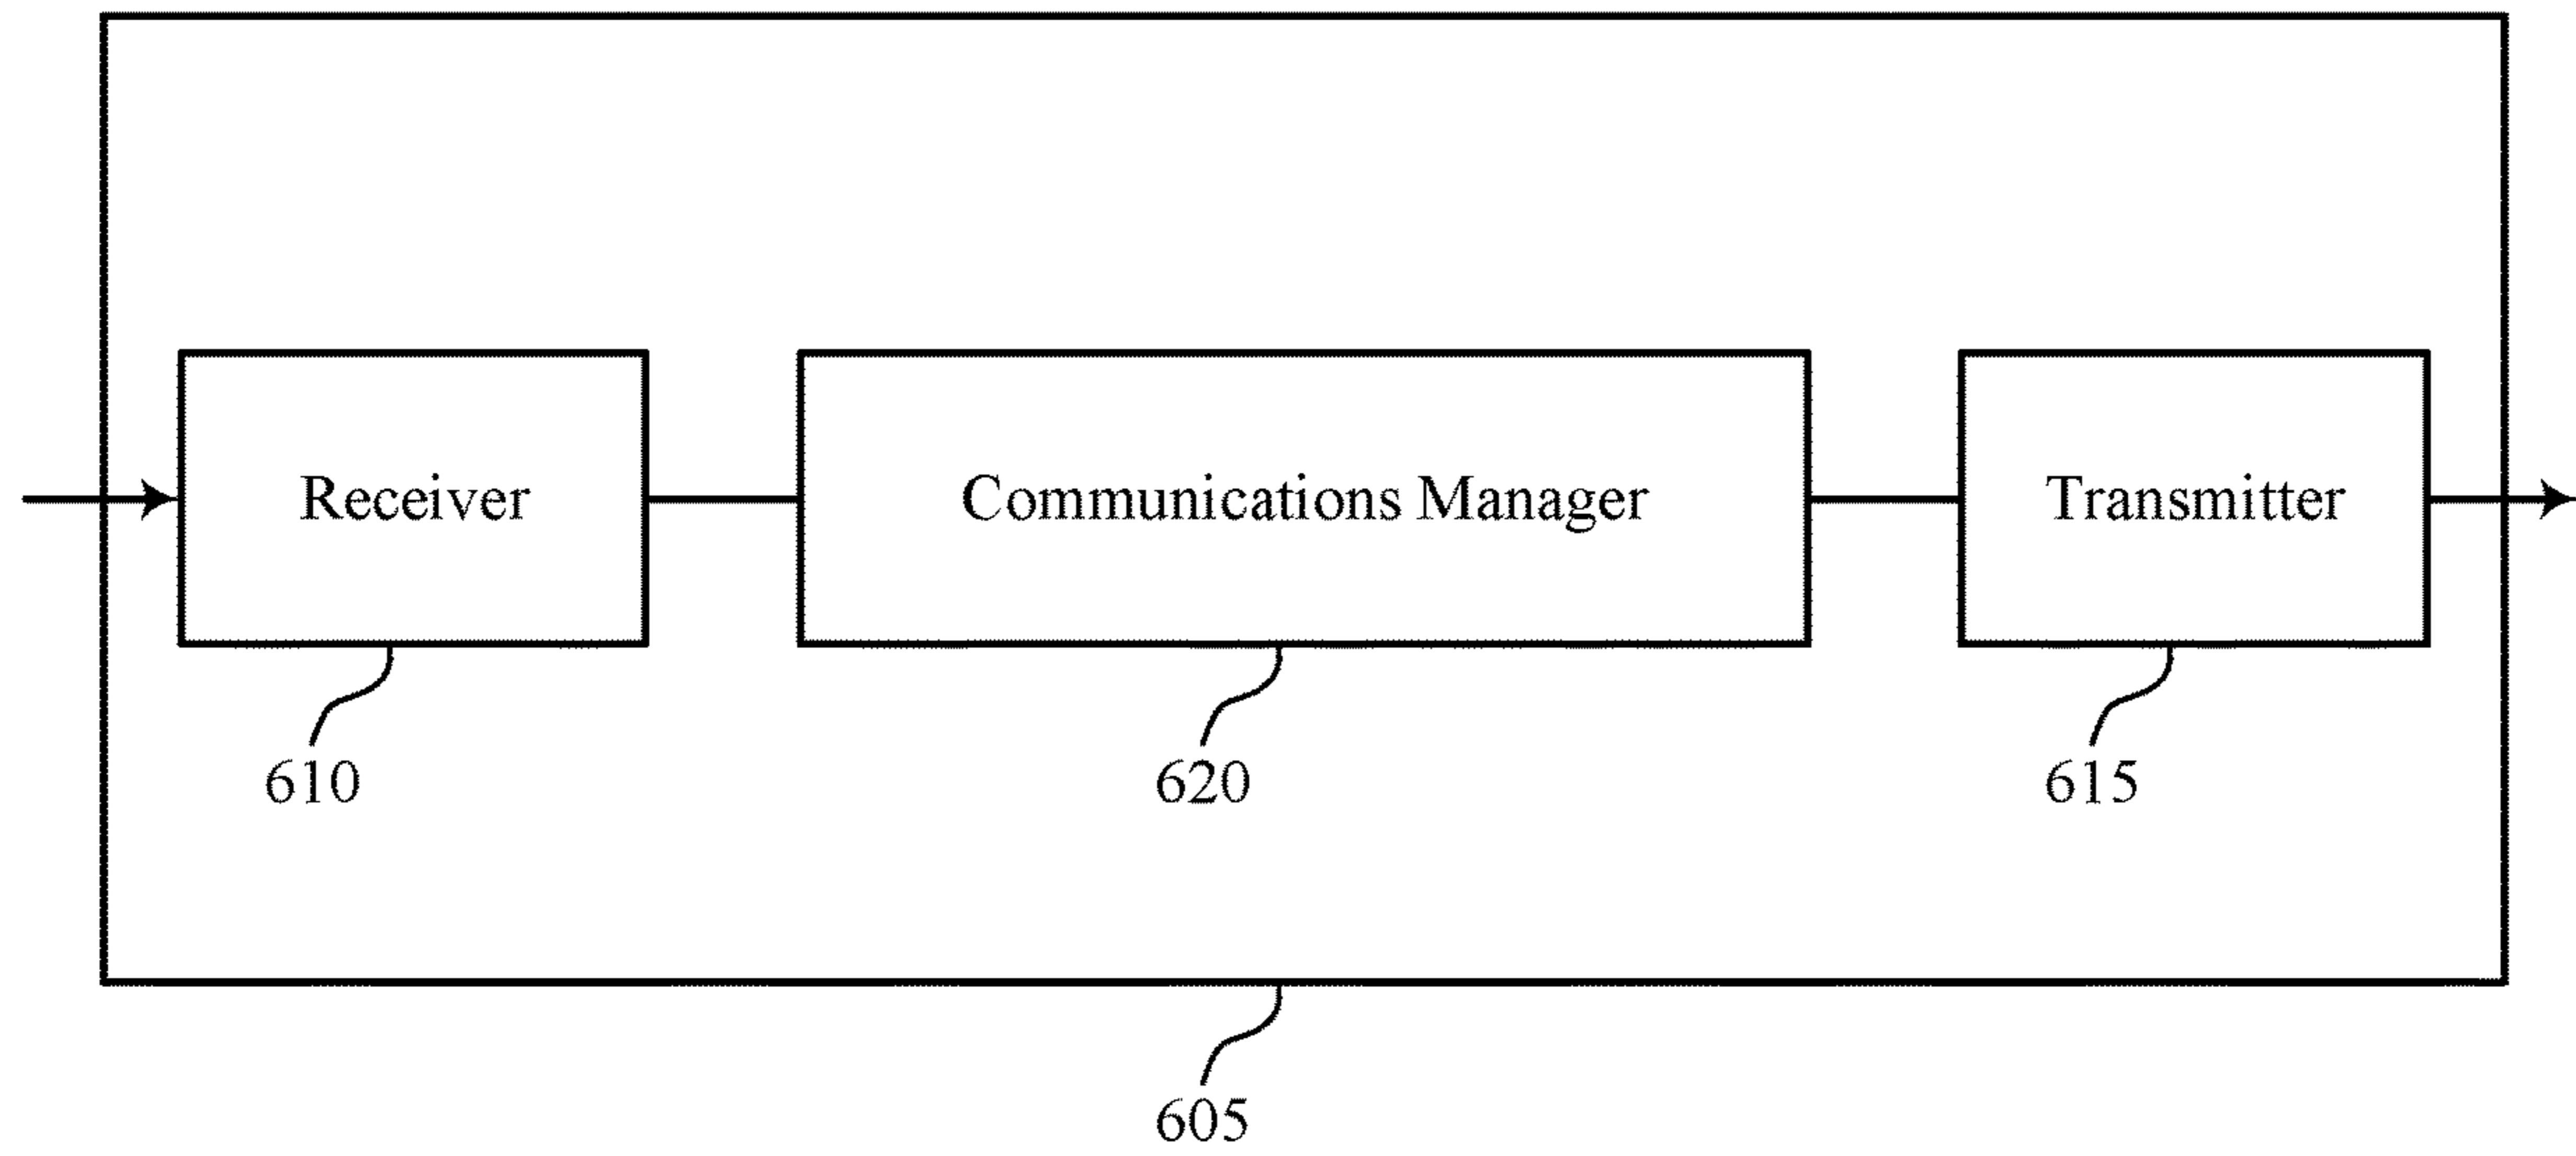 Receiver
Communications Manager
Transmitter
610
620
615
605